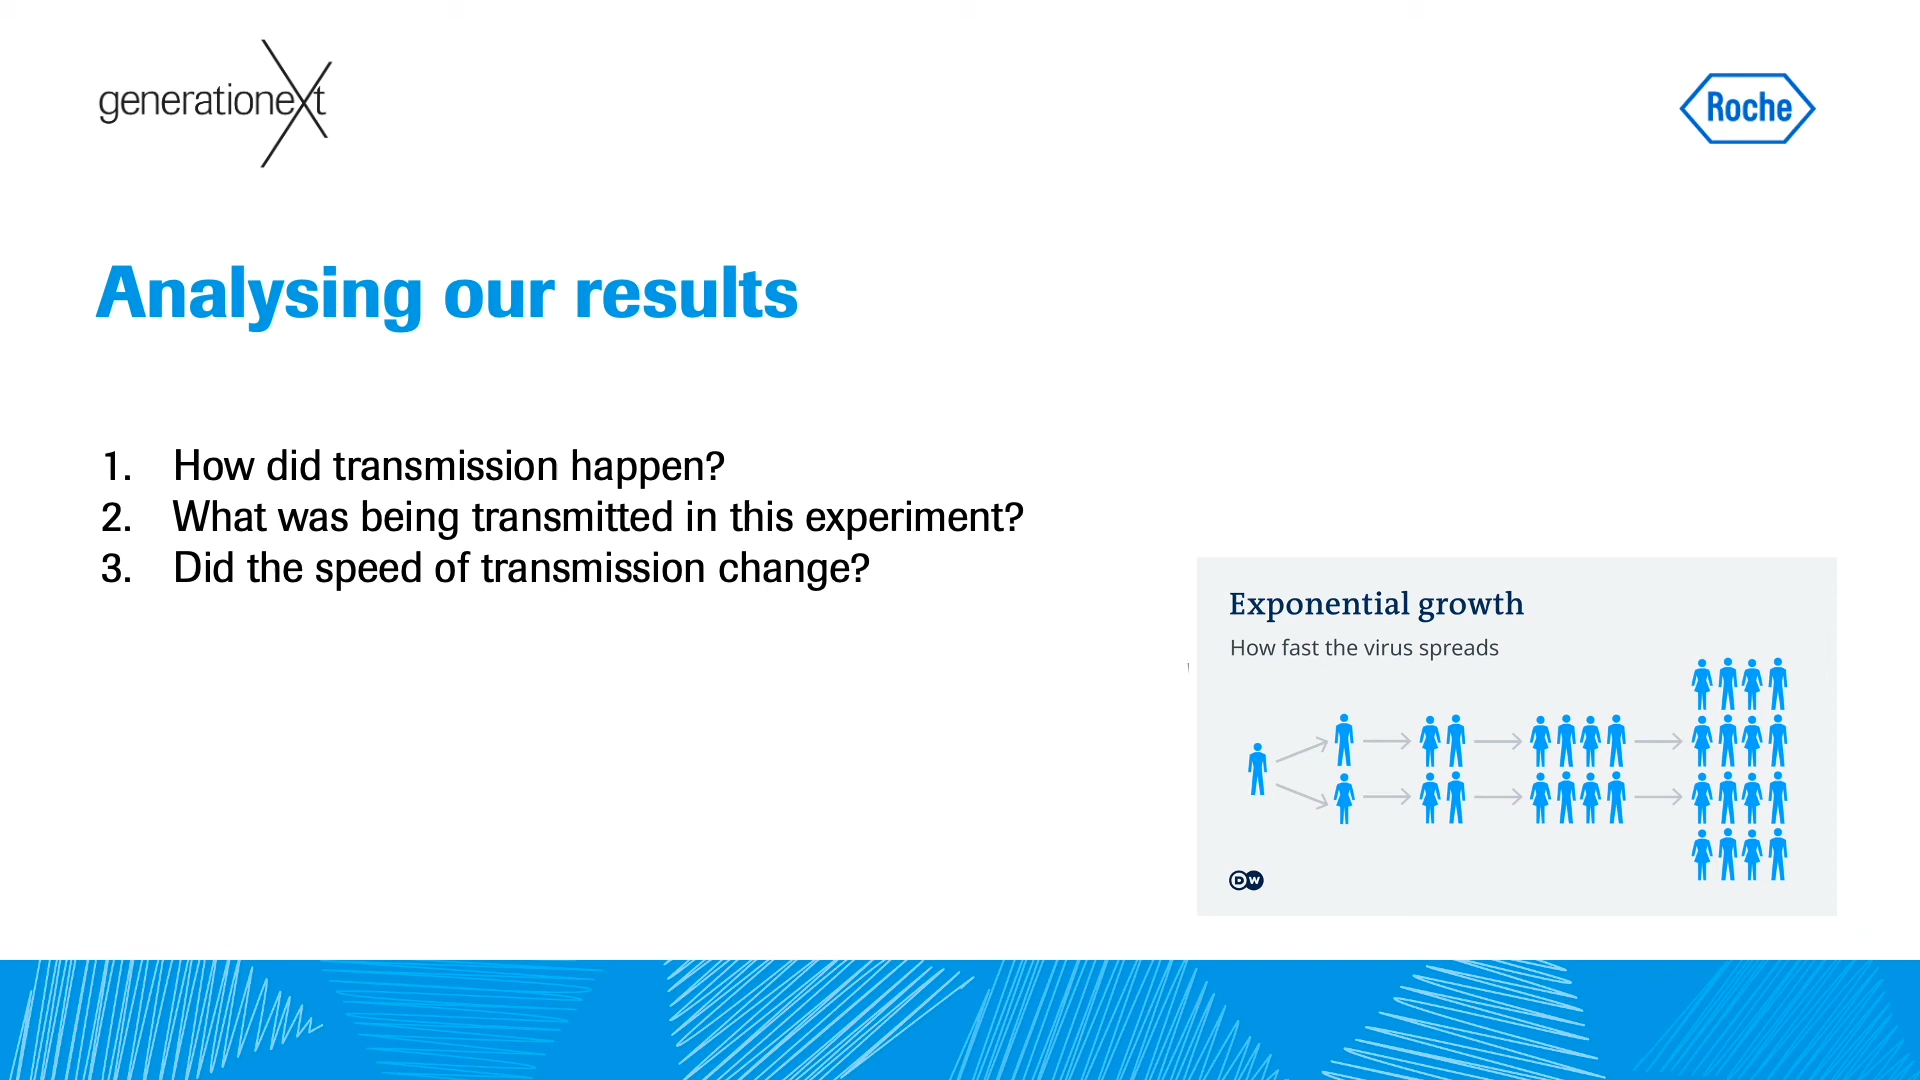 generationext
Roche
Analysing our results
1. How did transmission happen?
2. What was being transmitted in this experiment?
3. Did the speed of transmission change?
Exponential growth
How fast the virus spreads
DW